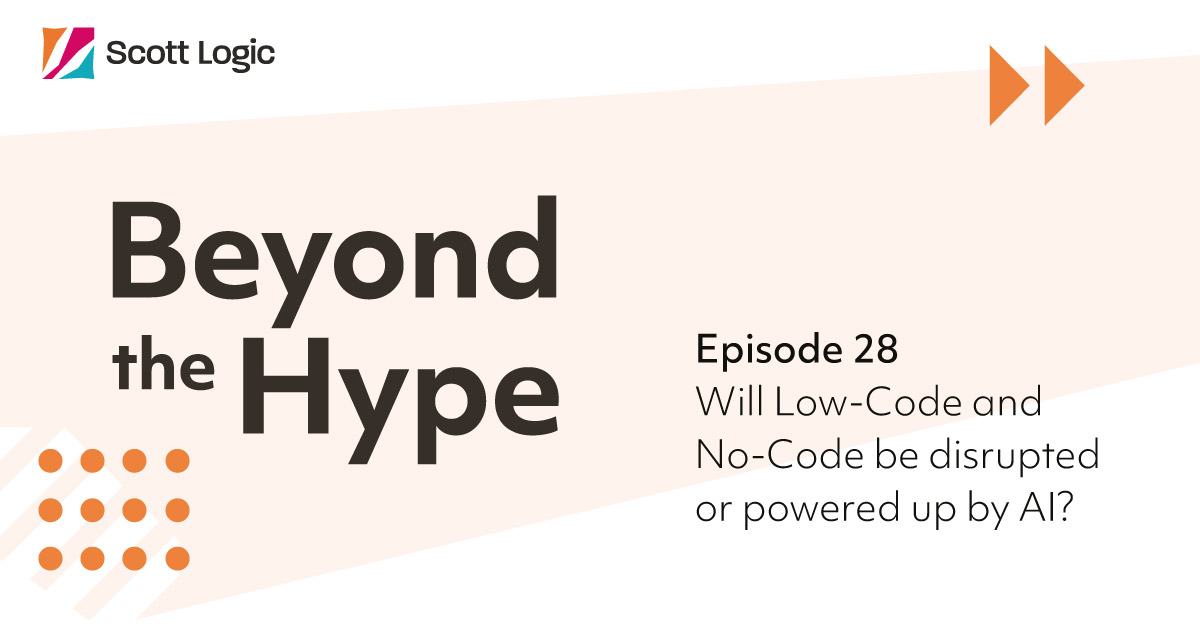 Scott Logic
Beyond
the Hype
Episode 28
Will Low-Code and
No-Code be disrupted
or powered up by AI?